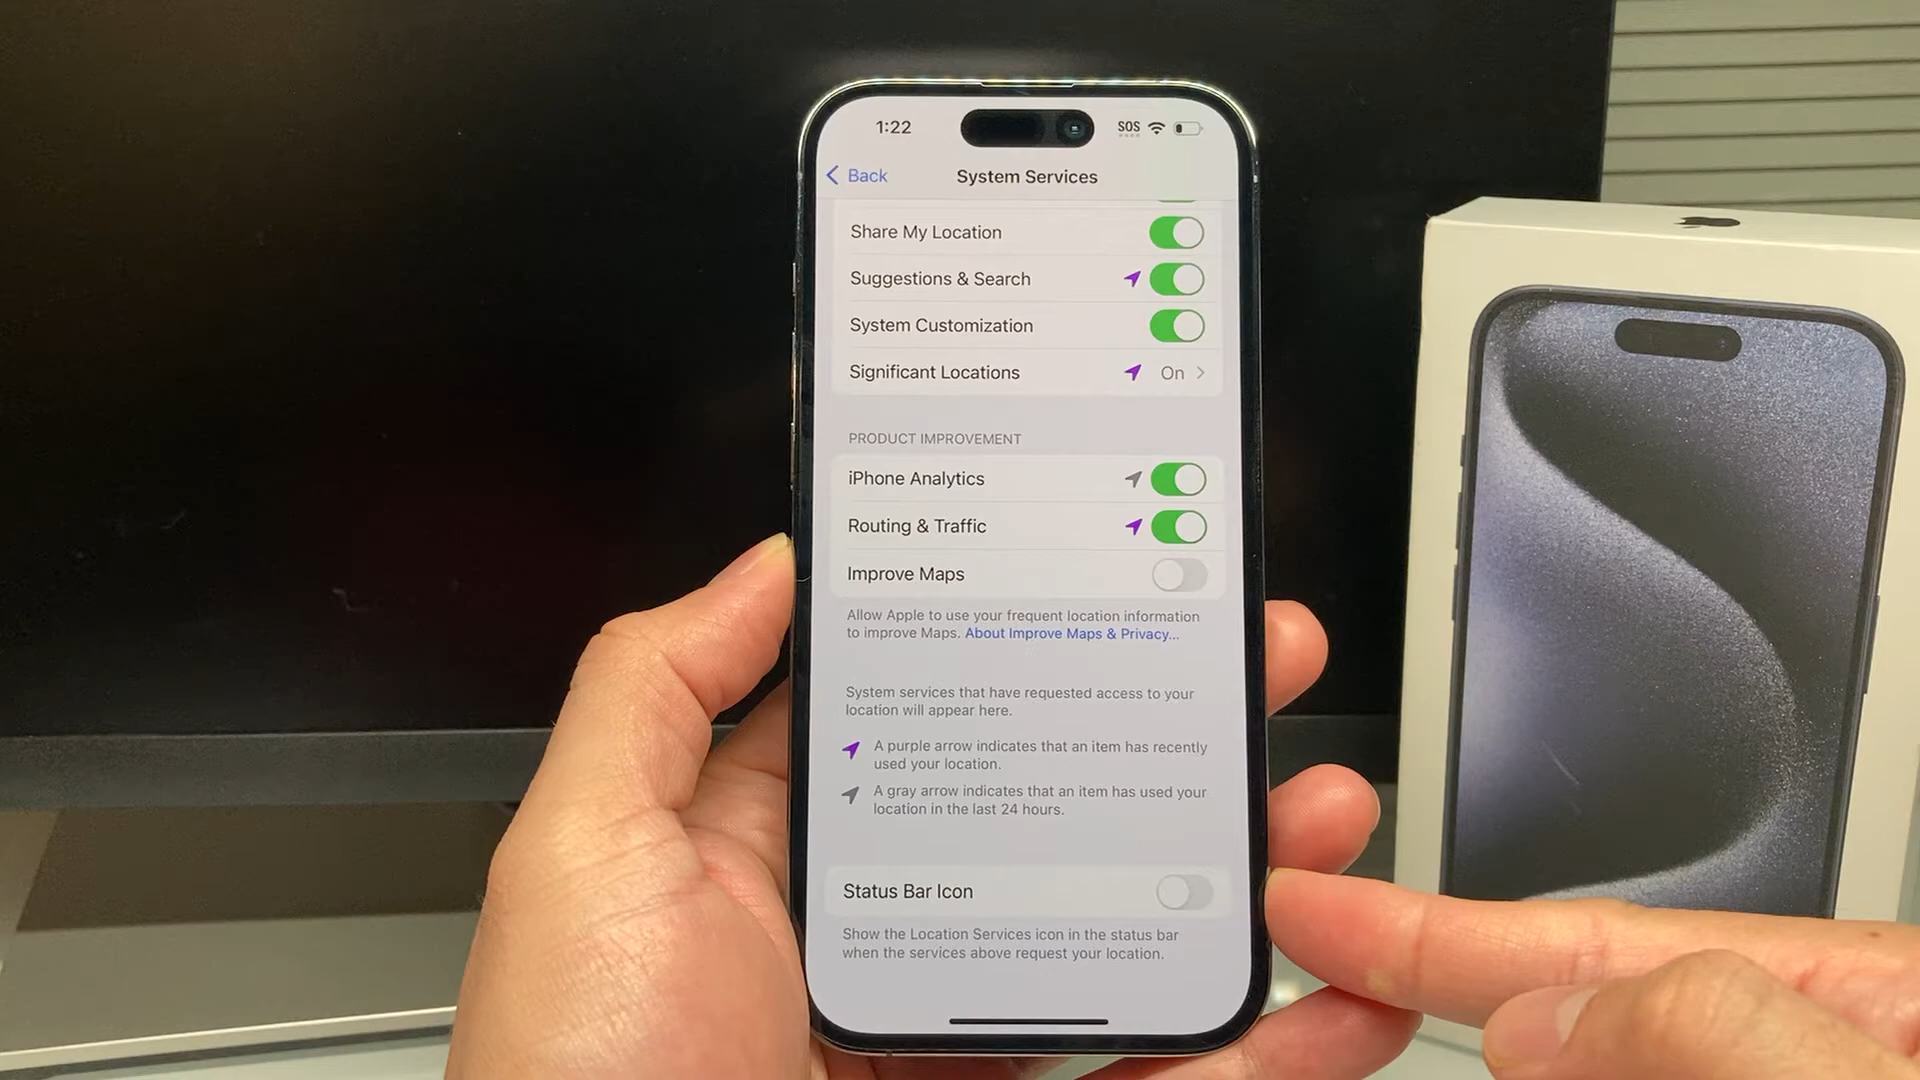 1:22
SOS
Back
System Services
Share My Location
Suggestions & Search
System Customization
Significant Locations On
PRODUCT IMPROVEMENT
iPhone Analytics
Routing & Traffic
Improve Maps
Allow Apple to use your frequent location information
to improve Maps. About Improve Maps & Privacy...
System services that have requested access to your
location will appear here.
A purple arrow indicates that an item has recently
used your location.
A gray arrow indicates that an item has used your
location in the last 24 hours.
Status Bar Icon
Show the Location Services icon in the status bar
when the services above request your location.